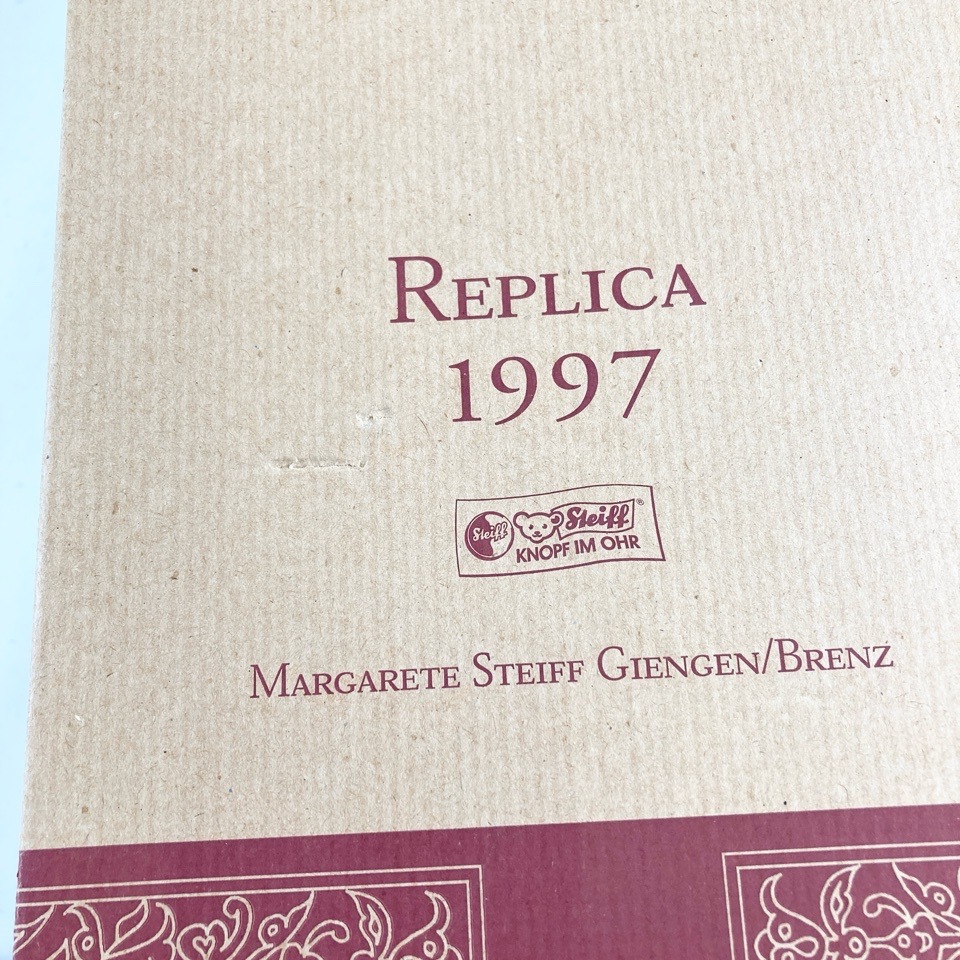 REPLICA
1997
Steiff
Steiff®
KNOPF IM OHR
MARGARETE STEIFF GIENGEN/BRENZ